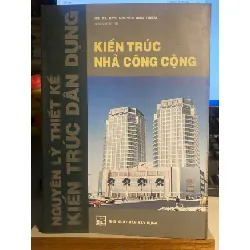 NGUYÊN LÝ THIẾT KẾ
KIẾN TRÚC DÂN DỤNG
KIẾN TRÚC
NHÀ CÔNG CỘNG